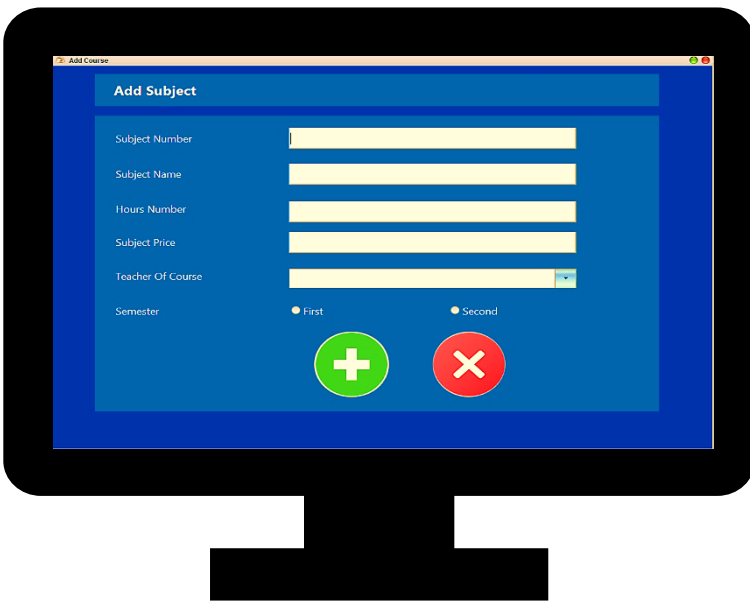 Add Course
Add Subject
Subject Number
Subject Name
Hours Number
Subject Price
Teacher Of Course
Semester First Second